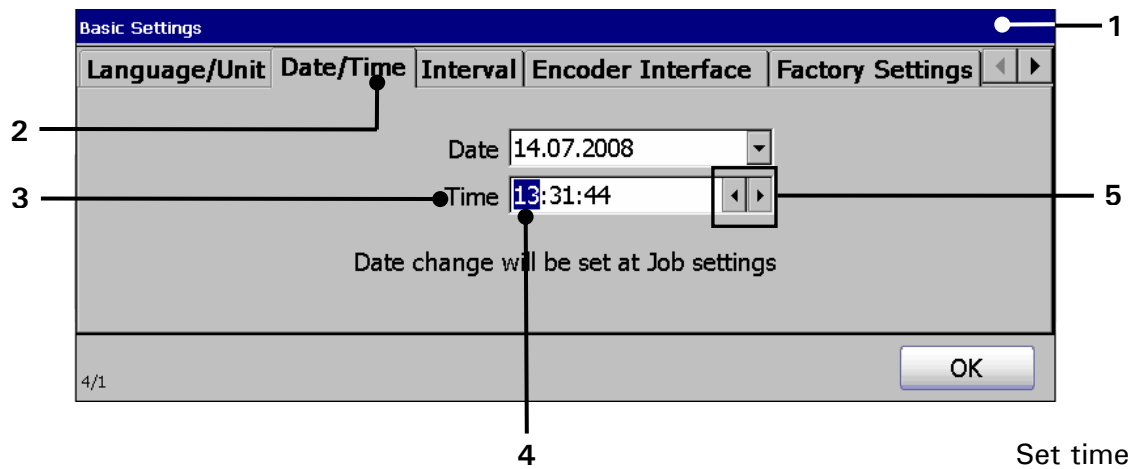 Basic Settings 1
Language/Unit Date/Time Interval Encoder Interface Factory Settings
2
Date 14.07.2008
3 Time 13:31:44 5
Date change will be set at Job settings
4/1 OK
4 Set time